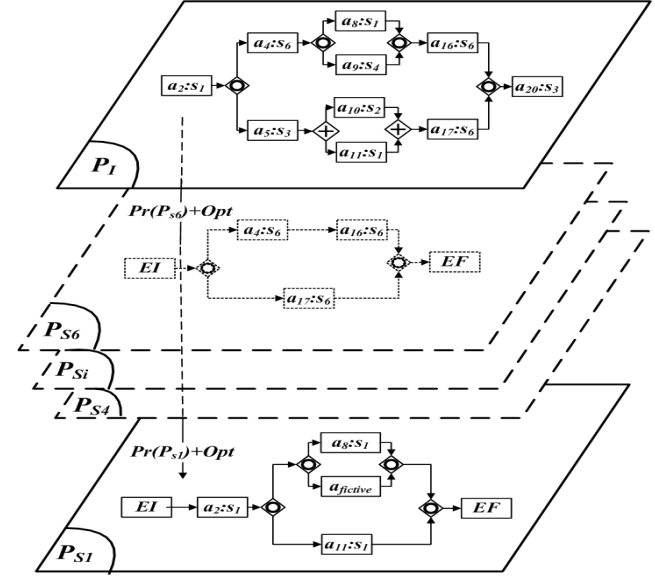 a8:s1
a4:s6 a16:s6
a9:s4
a2:s1 a20:s3
a10:s2
a5:s3 a17:s6
a11:s1
PI
Pr(Ps6)+Opt
a4:s6 a16:s6
EI EF
a17:s6
PS6
PSi
PS4
Pr(Ps1)+Opt
a8:s1
afictive
EI a2:s1 EF
a11:s1
PS1